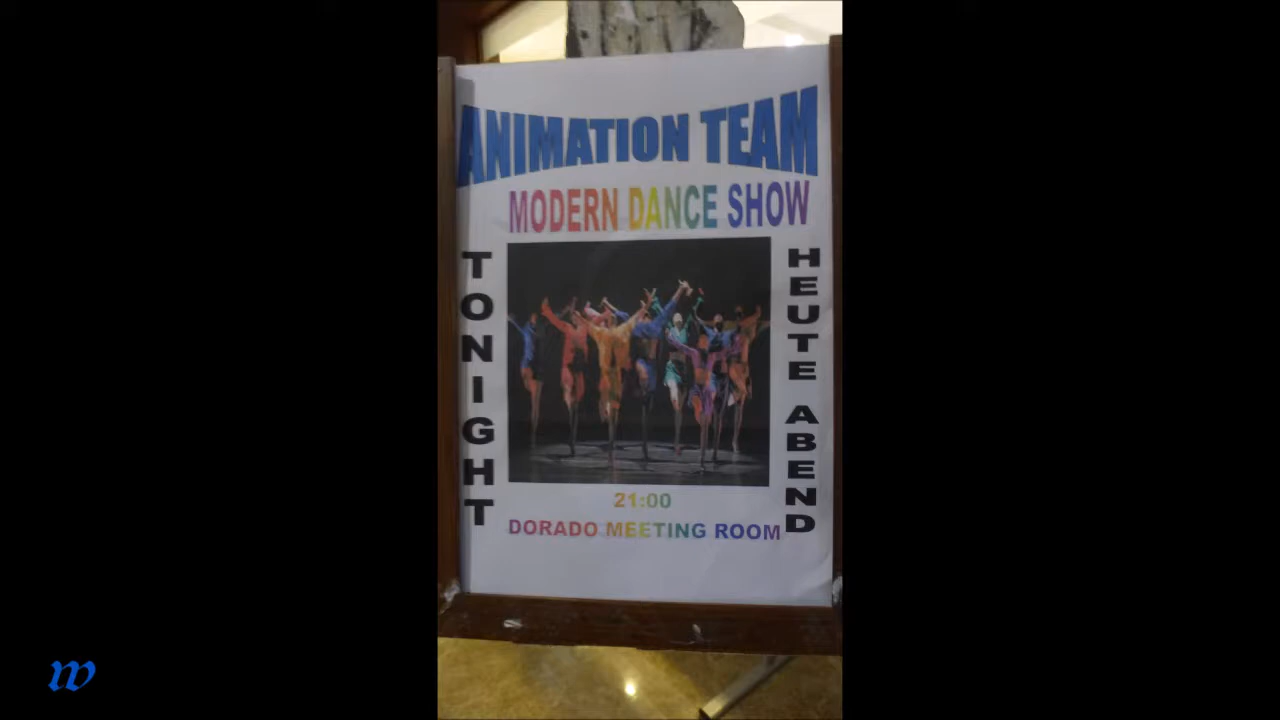 ANIMATION TEAM
MODERN DANCE SHOW
TONIGHT
HEUTE ABEND
21:00
DORADO MEETING ROOM
w